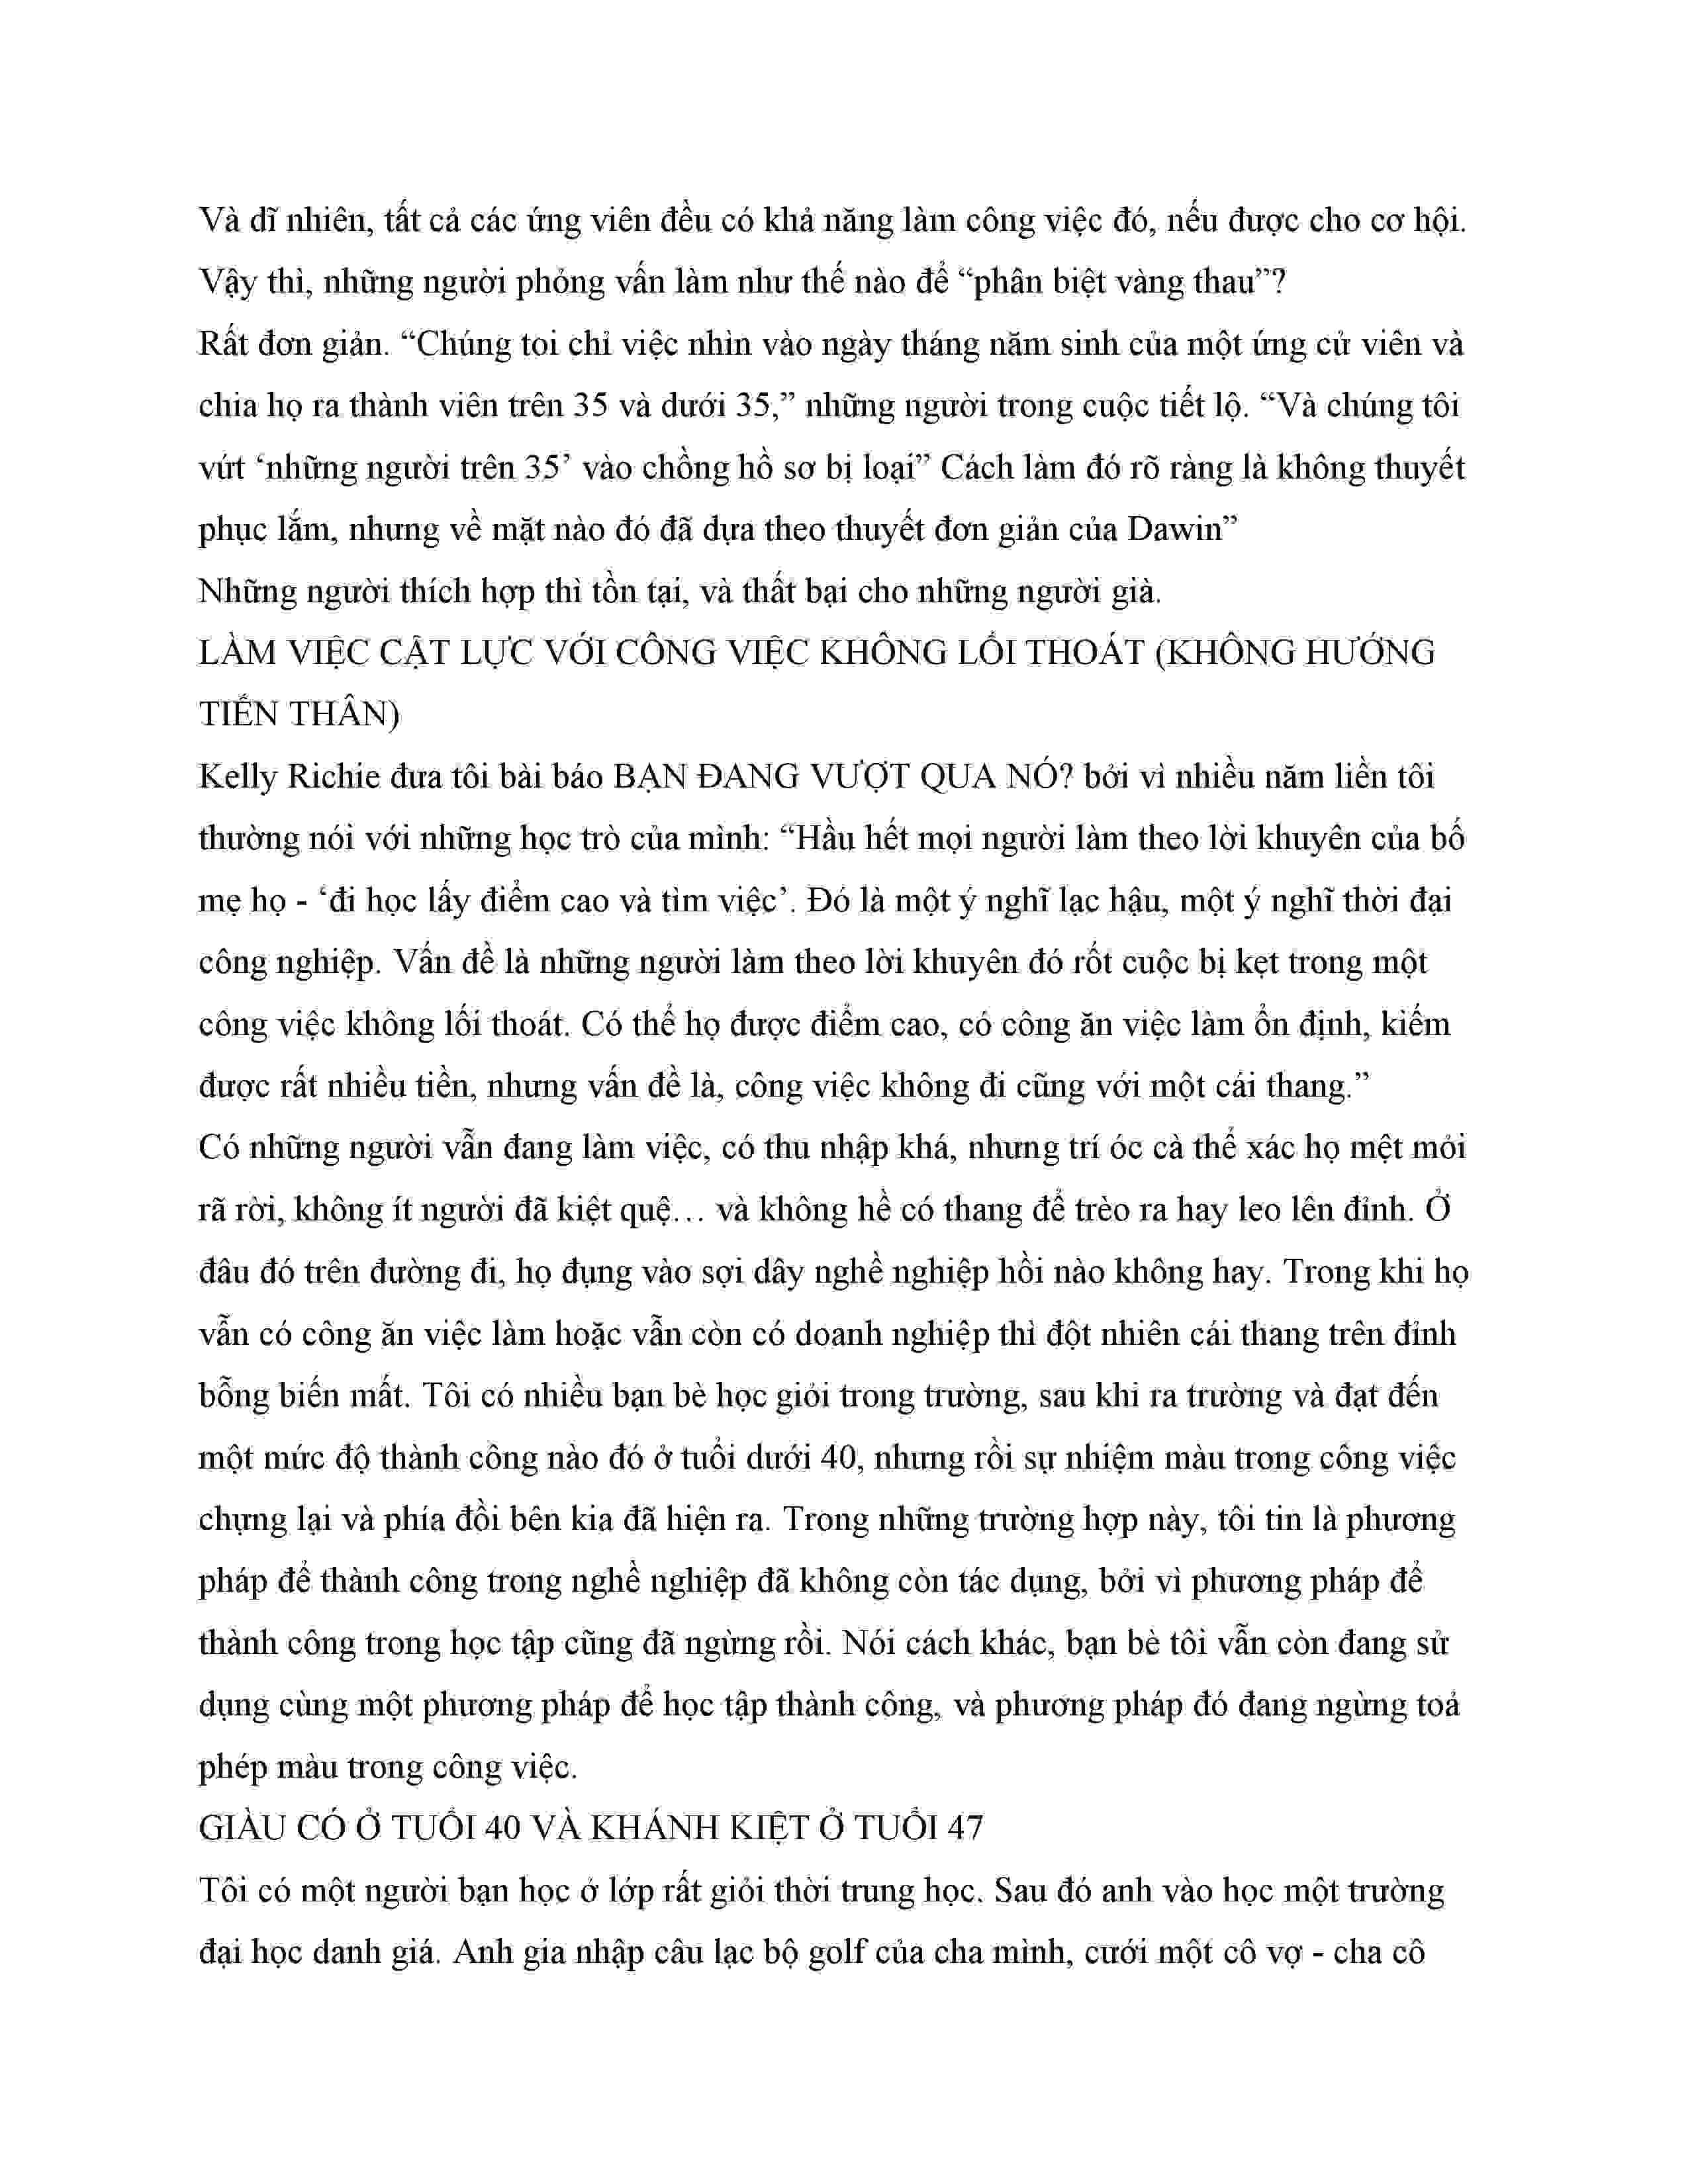 Và dĩ nhiên, tất cả các ứng viên đều có khả năng làm công việc đó, nếu được cho cơ hội.
Vậy thì, những người phỏng vấn làm như thế nào để “phân biệt vàng thau”?
Rất đơn giản. “Chúng toi chỉ việc nhìn vào ngày tháng năm sinh của một ứng cử viên và
chia họ ra thành viên trên 35 và dưới 35,” những người trong cuộc tiết lộ. “Và chúng tôi
vứt ‘những người trên 35’ vào chồng hồ sơ bị loại” Cách làm đó rõ ràng là không thuyết
phục lắm, nhưng về mặt nào đó đã dựa theo thuyết đơn giản của Dawin”
Những người thích hợp thì tồn tại, và thất bại cho những người già.
LÀM VIỆC CẬT LỰC VỚI CÔNG VIỆC KHÔNG LỐI THOÁT (KHÔNG HƯỚNG
TIẾN THÂN)
Kelly Richie đưa tôi bài báo BẠN ĐANG VƯỢT QUA NÓ? bởi vì nhiều năm liền tôi
thường nói với những học trò của mình: “Hầu hết mọi người làm theo lời khuyên của bố
mẹ họ - ‘đi học lấy điểm cao và tìm việc’. Đó là một ý nghĩ lạc hậu, một ý nghĩ thời đại
công nghiệp. Vấn đề là những người làm theo lời khuyên đó rốt cuộc bị kẹt trong một
công việc không lối thoát. Có thể họ được điểm cao, có công ăn việc làm ổn định, kiếm
được rất nhiều tiền, nhưng vấn đề là, công việc không đi cũng với một cái thang.”
Có những người vẫn đang làm việc, có thu nhập khá, nhưng trí óc cà thể xác họ mệt mỏi
rã rời, không ít người đã kiệt quệ… và không hề có thang để trèo ra hay leo lên đỉnh. Ở
đâu đó trên đường đi, họ đụng vào sợi dây nghề nghiệp hồi nào không hay. Trong khi họ
vẫn có công ăn việc làm hoặc vẫn còn có doanh nghiệp thì đột nhiên cái thang trên đỉnh
bỗng biến mất. Tôi có nhiều bạn bè học giỏi trong trường, sau khi ra trường và đạt đến
một mức độ thành công nào đó ở tuổi dưới 40, nhưng rồi sự nhiệm màu trong công việc
chựng lại và phía đồi bên kia đã hiện ra. Trong những trường hợp này, tôi tin là phương
pháp để thành công trong nghề nghiệp đã không còn tác dụng, bởi vì phương pháp để
thành công trong học tập cũng đã ngừng rồi. Nói cách khác, bạn bè tôi vẫn còn đang sử
dụng cùng một phương pháp để học tập thành công, và phương pháp đó đang ngừng toả
phép màu trong công việc.
GIÀU CÓ Ở TUỔI 40 VÀ KHÁNH KIỆT Ở TUỔI 47
Tôi có một người bạn học ở lớp rất giỏi thời trung học. Sau đó anh vào học một trường
đại học danh giá. Anh gia nhập câu lạc bộ golf của cha mình, cưới một cô vợ - cha cô